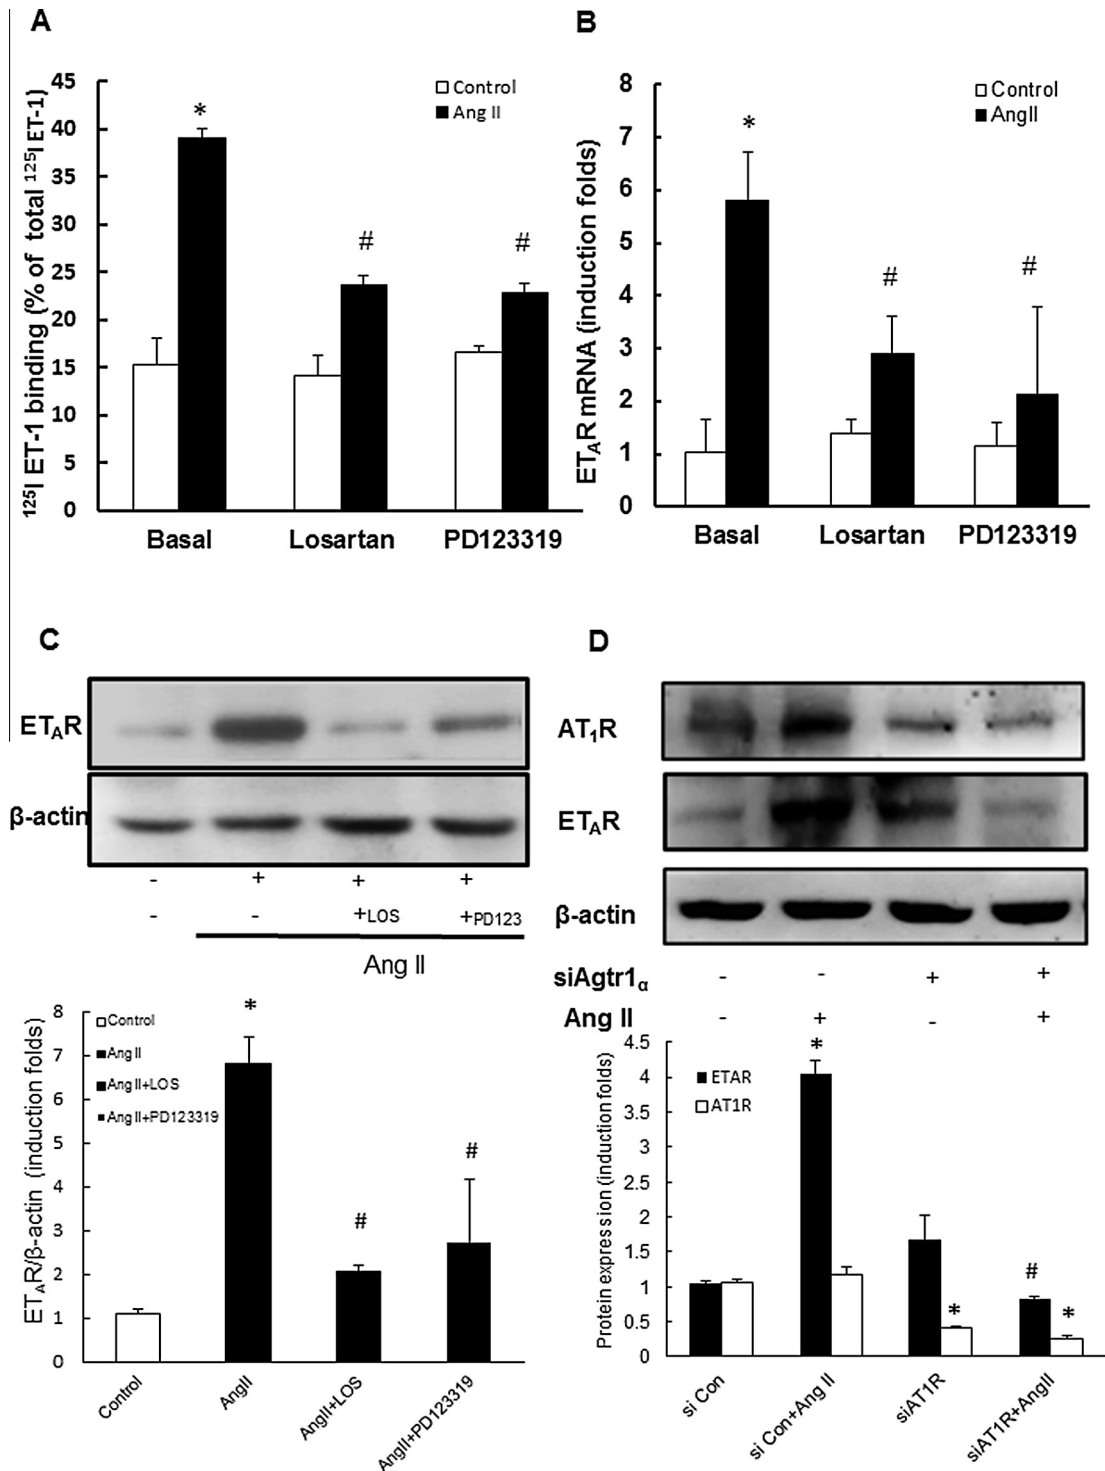 A
¹²⁵I ET-1 binding (% of total ¹²⁵I ET-1)
45
40
35
30
25
20
15
10
5
0
Control
Ang II
*
#
#
Basal
Losartan
PD123319
B
ET_AR mRNA (induction folds)
8
7
6
5
4
3
2
1
0
Control
AngII
*
#
#
Basal
Losartan
PD123319
C
ET_AR
β-actin
- + + +
- - +LOS +PD123
Ang II
ET_AR/β-actin (induction folds)
8
7
6
5
4
3
2
1
0
Control
Ang II
Ang II+LOS
Ang II+PD123319
*
#
#
Control
AngII
AngII+LOS
AngII+PD123319
D
AT₁R
ET_AR
β-actin
siAgtr1α - - + +
Ang II - + - +
Protein expression (induction folds)
4.5
4
3.5
3
2.5
2
1.5
1
0.5
0
ETAR
AT1R
*
*
#
*
si Con
si Con+Ang II
siAT1R
siAT1R+AngII